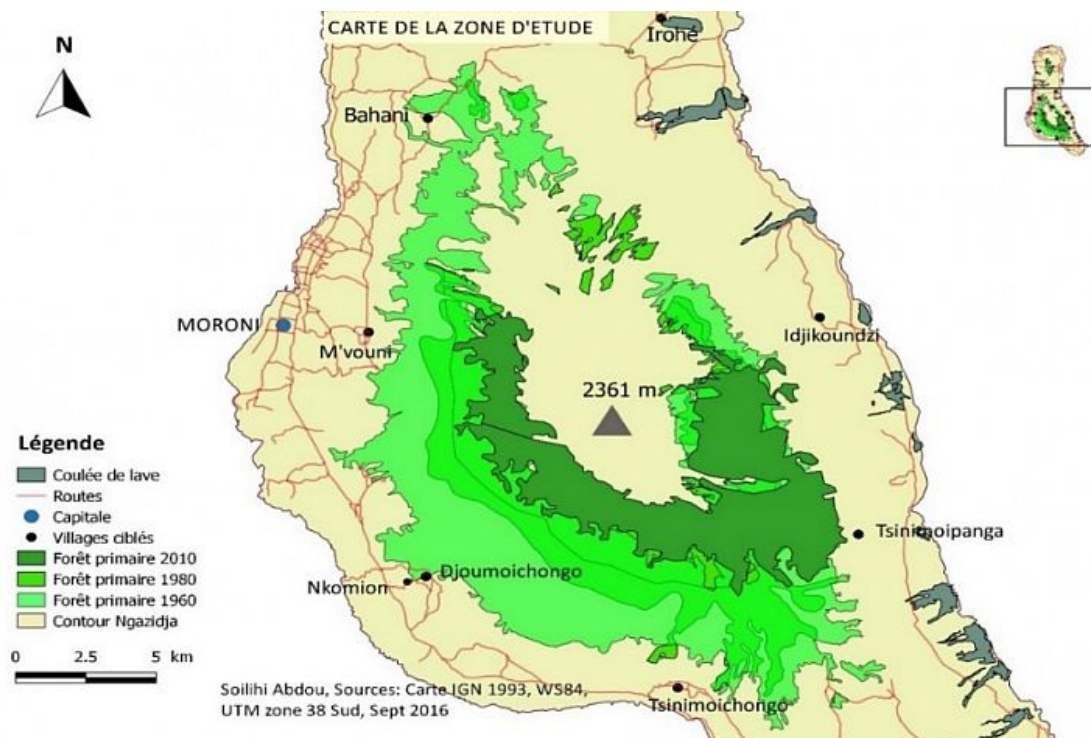 CARTE DE LA ZONE D'ETUDE
N
Irohé
Bahani
MORONI
M'vouni
Idjikoundzi
2361 m.
Légende
Coulée de lave
Routes
Capitale
Villages ciblés
Forêt primaire 2010
Forêt primaire 1980
Forêt primaire 1960
Contour Ngazidja
Tsinimoipanga
Djoumoichongo
Nkomion
0 2.5 5 km
Soilihi Abdou, Sources: Carte IGN 1993, WS84,
UTM zone 38 Sud, Sept 2016
Tsinimoichongo